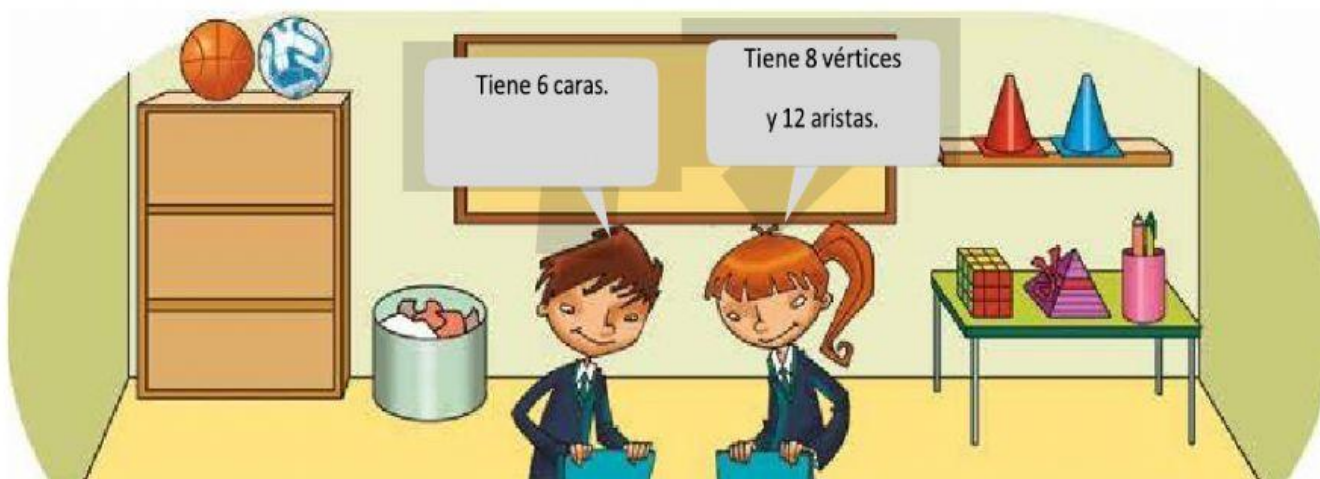 Tiene 6 caras.
Tiene 8 vértices
y 12 aristas.